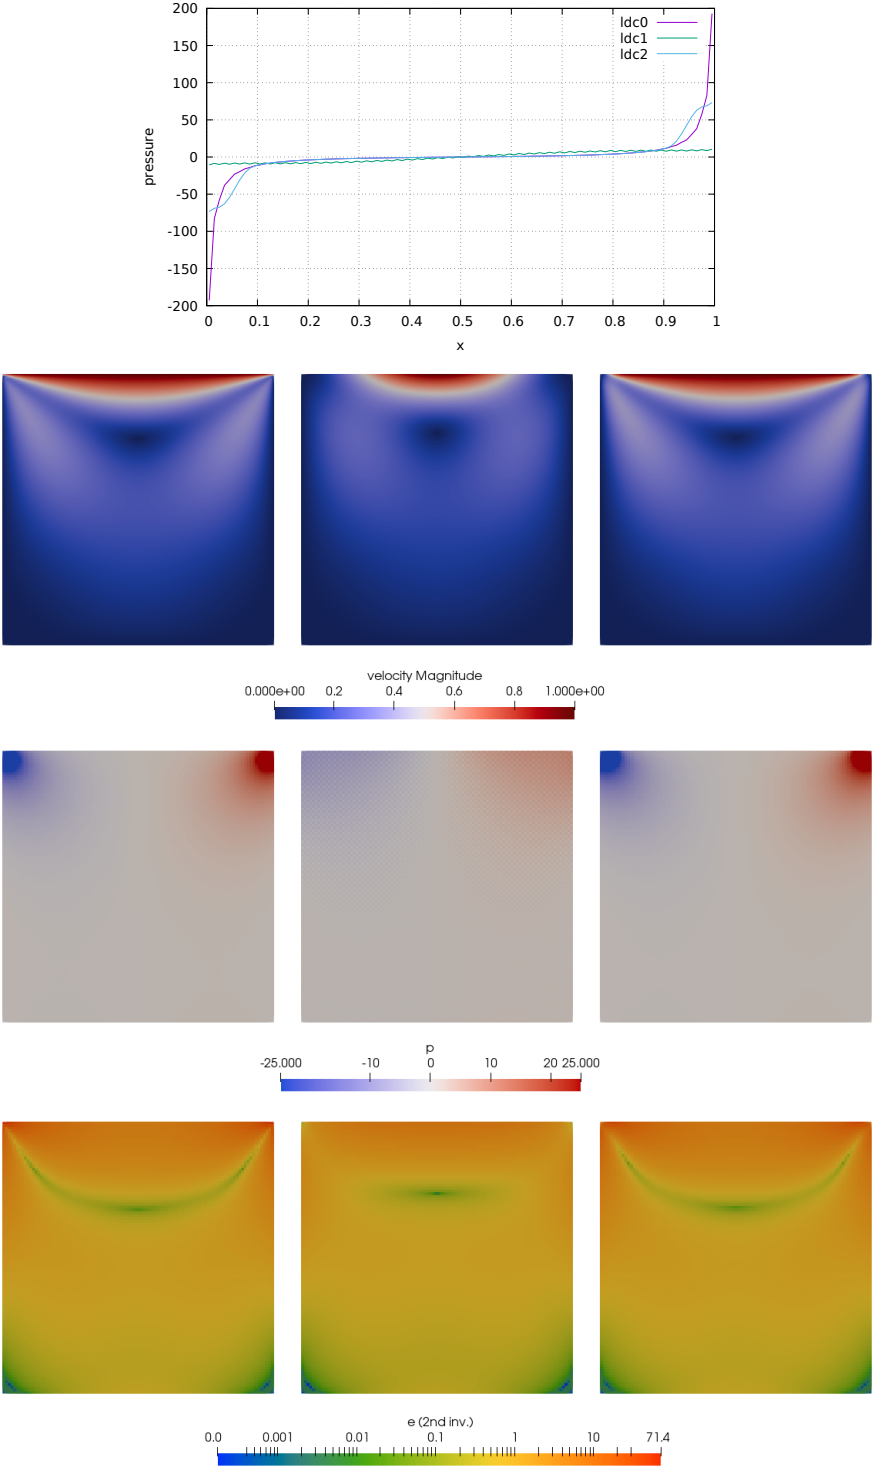 200
150
100
50
0
-50
-100
-150
-200
pressure
ldc0
ldc1
ldc2
0 0.1 0.2 0.3 0.4 0.5 0.6 0.7 0.8 0.9 1
x
velocity Magnitude
0.000e+00 0.2 0.4 0.6 0.8 1.000e+00
p
-25.000 -10 0 10 20 25.000
e (2nd inv.)
0.0 0.001 0.01 0.1 1 10 71.4